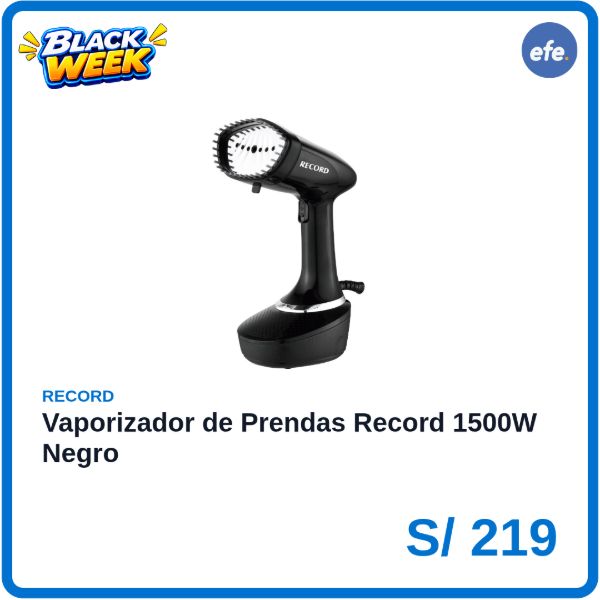 BLACK
WEEK
efe.
RECORD
RECORD
Vaporizador de Prendas Record 1500W
Negro
S/ 219